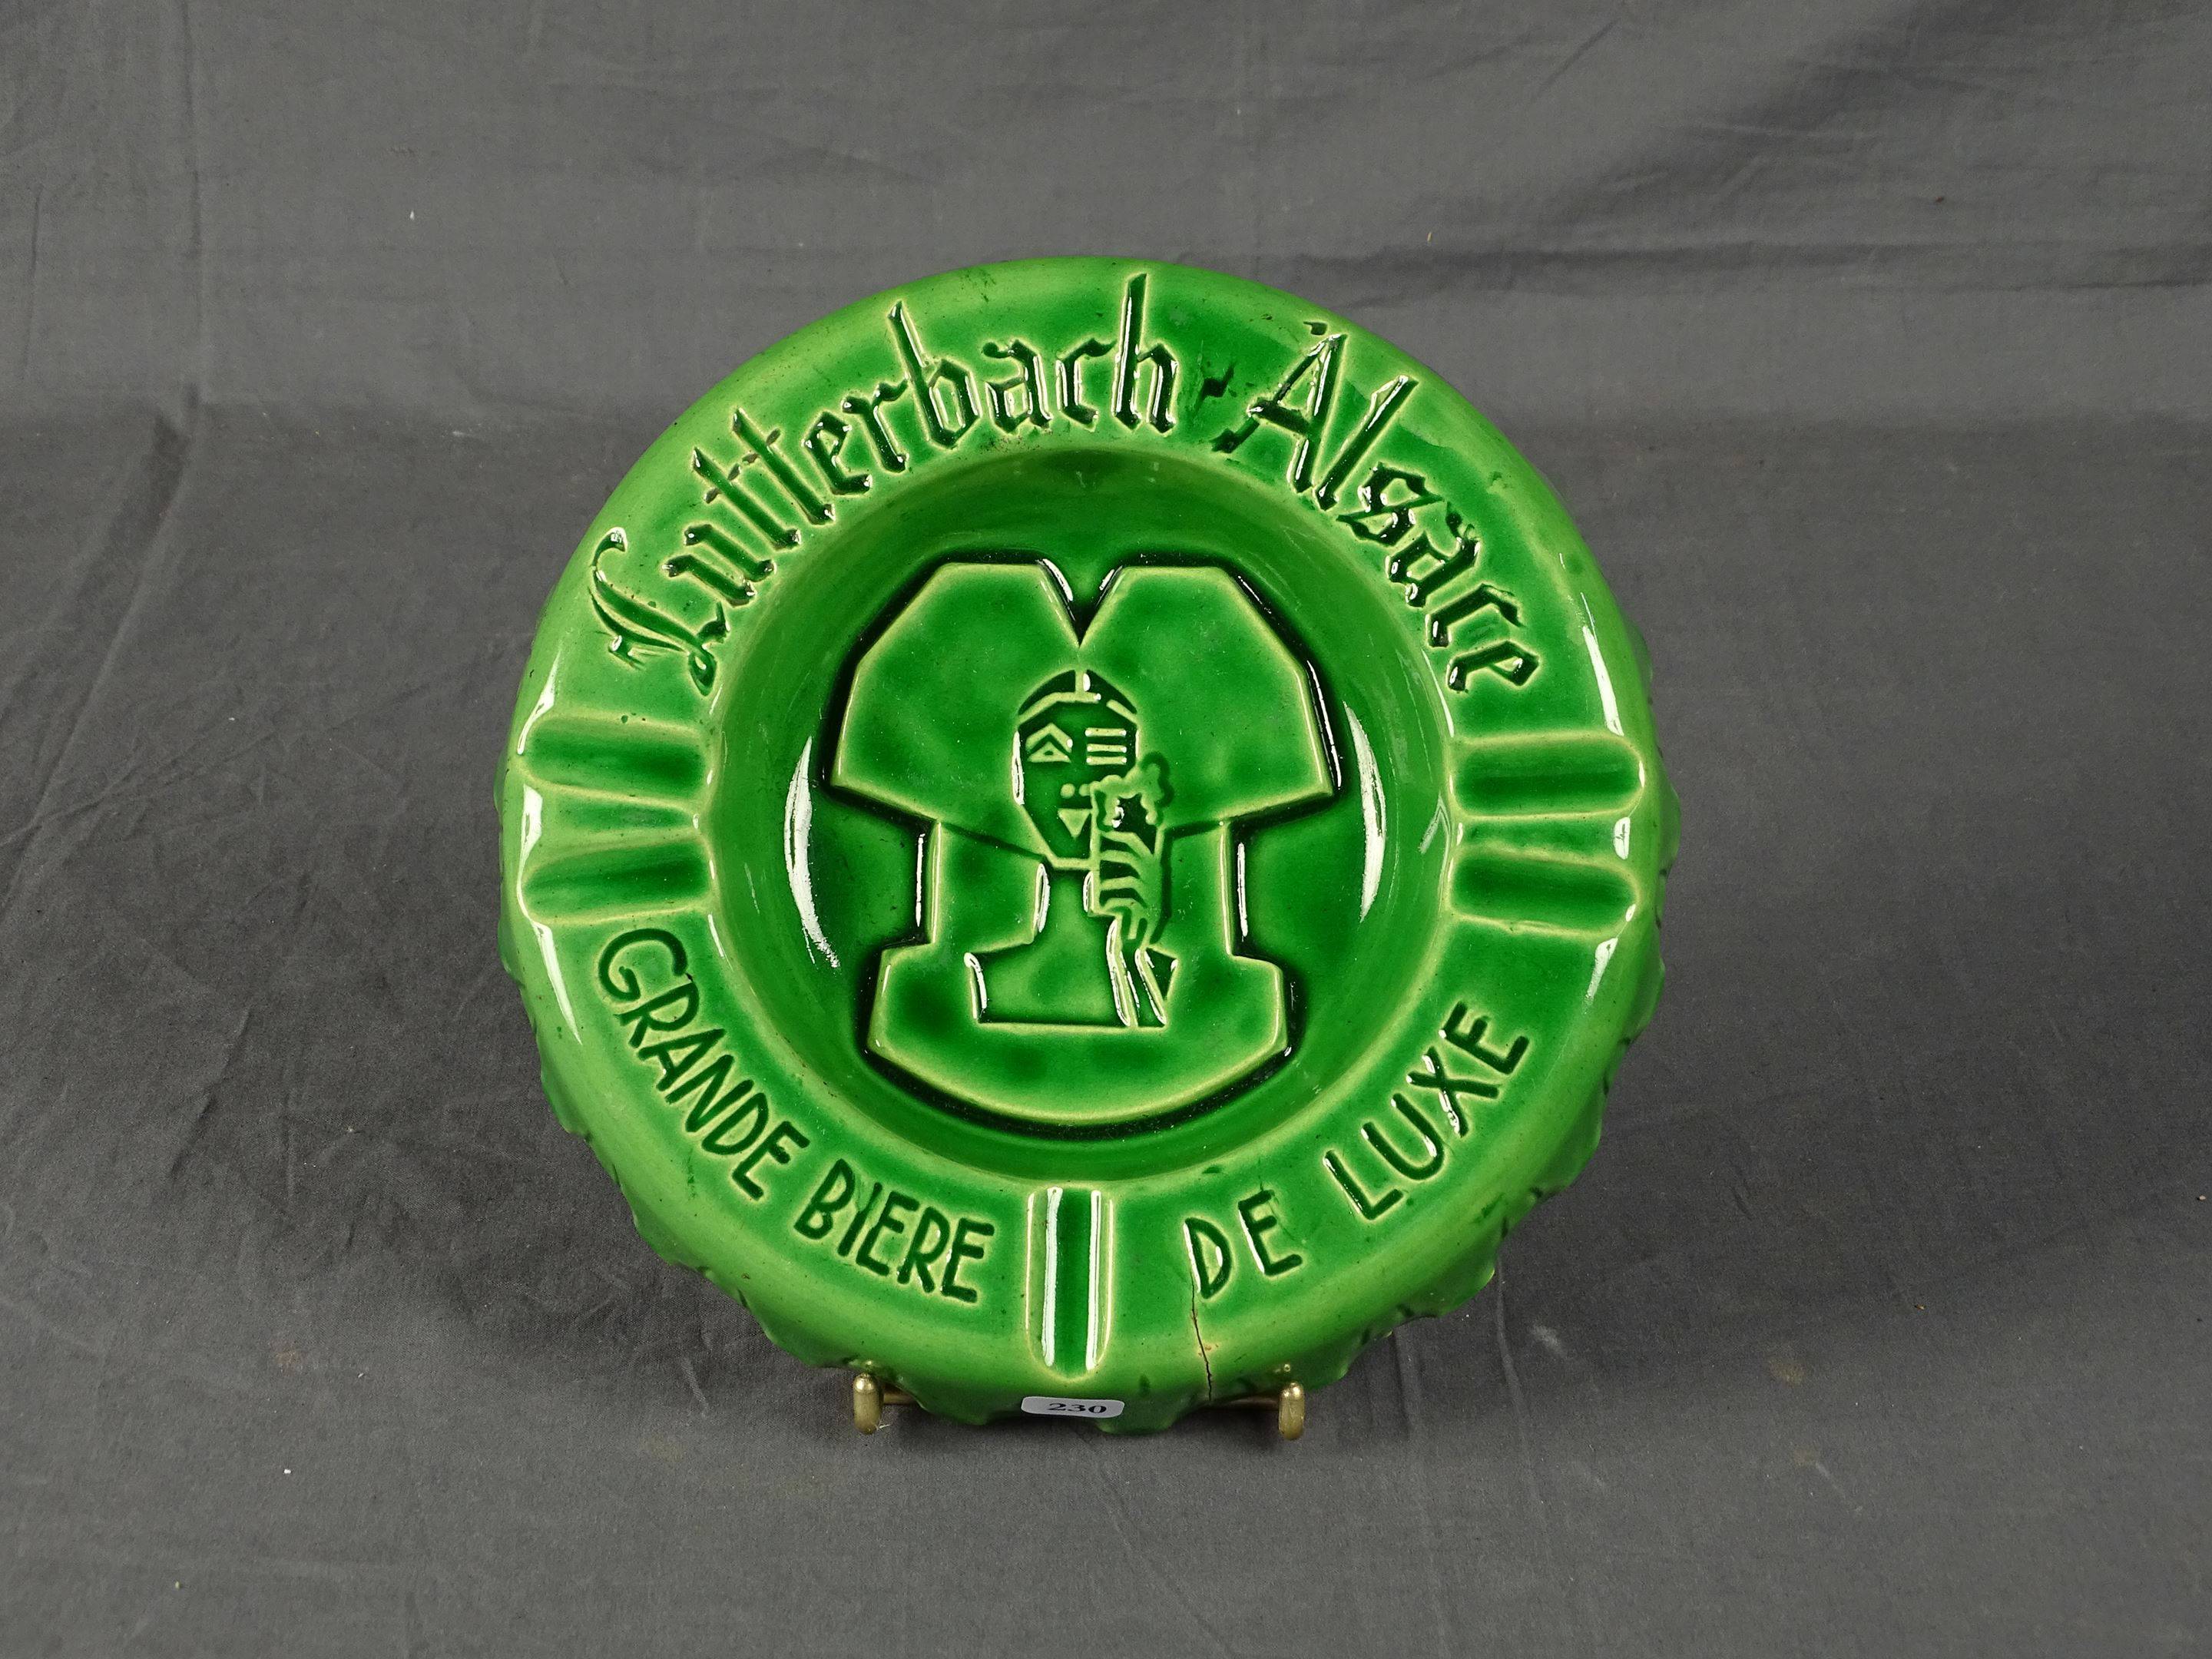 Lutterbach-Alsace
GRANDE BIERE DE LUXE
230